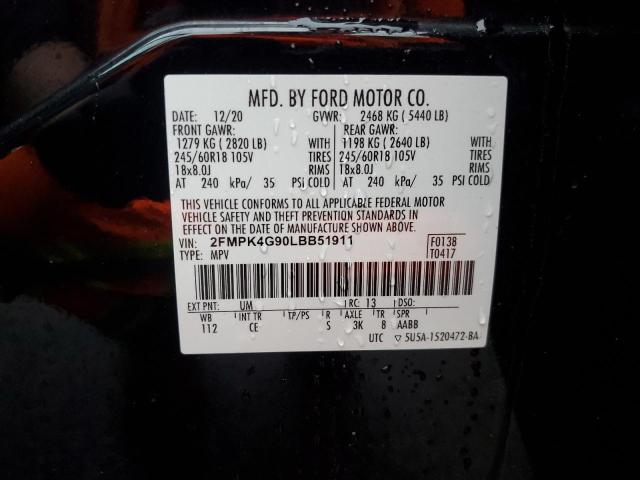 MFD. BY FORD MOTOR CO.
DATE: 12/20 GVWR: 2468 KG ( 5440 LB)
FRONT GAWR: REAR GAWR:
1279 KG ( 2820 LB) WITH 1198 KG ( 2640 LB) WITH
245/60R18 105V TIRES 245/60R18 105V TIRES
18x8.0J RIMS 18x8.0J RIMS
AT 240 kPa/ 35 PSI COLD AT 240 kPa/ 35 PSI COLD
THIS VEHICLE CONFORMS TO ALL APPLICABLE FEDERAL MOTOR
VEHICLE SAFETY AND THEFT PREVENTION STANDARDS IN
EFFECT ON THE DATE OF MANUFACTURE SHOWN ABOVE.
VIN: 2FMPK4G90LBB51911 F0138
TYPE: MPV T0417
EXT PNT: UM RC: 13 DSO:
WB INT TR TP/PS R AXLE TR SPR
112 CE S 3K 8 AABB
UTC ▽ 5U5A-1520472-BA